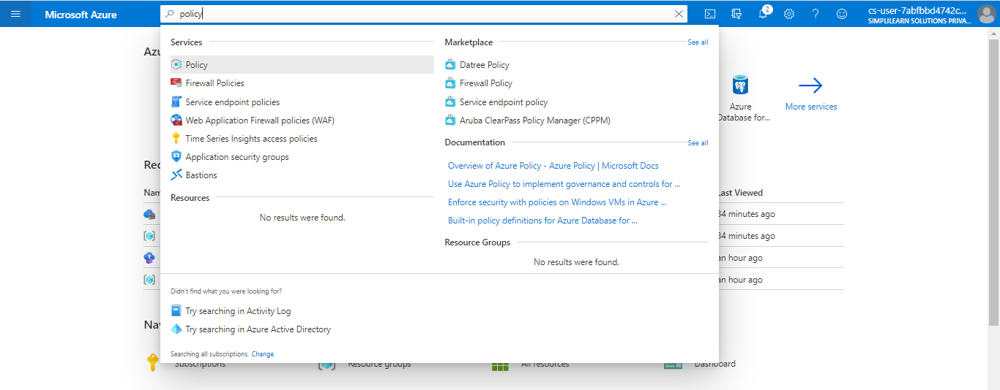 Microsoft Azure
policy
2
cs-user-7abfbbd4742c...
SIMPLILEARN SOLUTIONS PRIVA...
Services
Policy
Firewall Policies
Service endpoint policies
Web Application Firewall policies (WAF)
Time Series Insights access policies
Application security groups
Bastions
Resources
No results were found.
Marketplace
See all
Datree Policy
Firewall Policy
Service endpoint policy
Aruba ClearPass Policy Manager (CPPM)
Documentation
See all
Overview of Azure Policy - Azure Policy | Microsoft Docs
Use Azure Policy to implement governance and controls for ...
Enforce security with policies on Windows VMs in Azure ...
Built-in policy definitions for Azure Database for ...
Resource Groups
No results were found.
Didn't find what you were looking for?
Try searching in Activity Log
Try searching in Azure Active Directory
Searching all subscriptions. Change
Azu
Azure
Database for...
More services
Rec
Nam
Last Viewed
34 minutes ago
34 minutes ago
an hour ago
an hour ago
Nav
Subscriptions
Resource groups
All resources
Dashboard